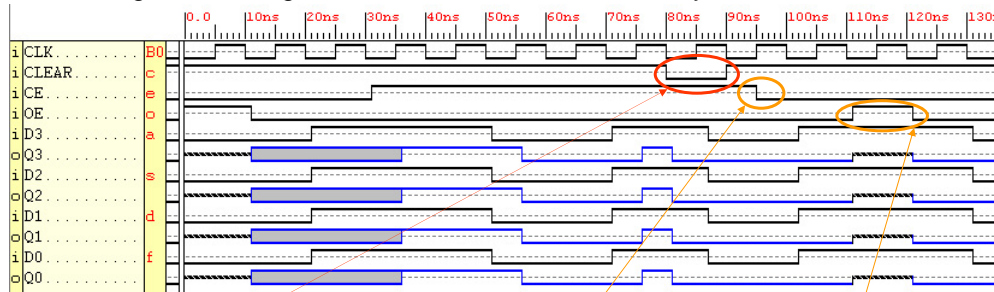 0.0 10ns 20ns 30ns 40ns 50ns 60ns 70ns 80ns 90ns 100ns 110ns 120ns 130
i CLK........ B0
i CLEAR...... c
i CE......... e
i OE......... o
i D3......... a
o Q3.........
i D2......... s
o Q2.........
i D1......... d
o Q1.........
i D0......... f
o Q0.........